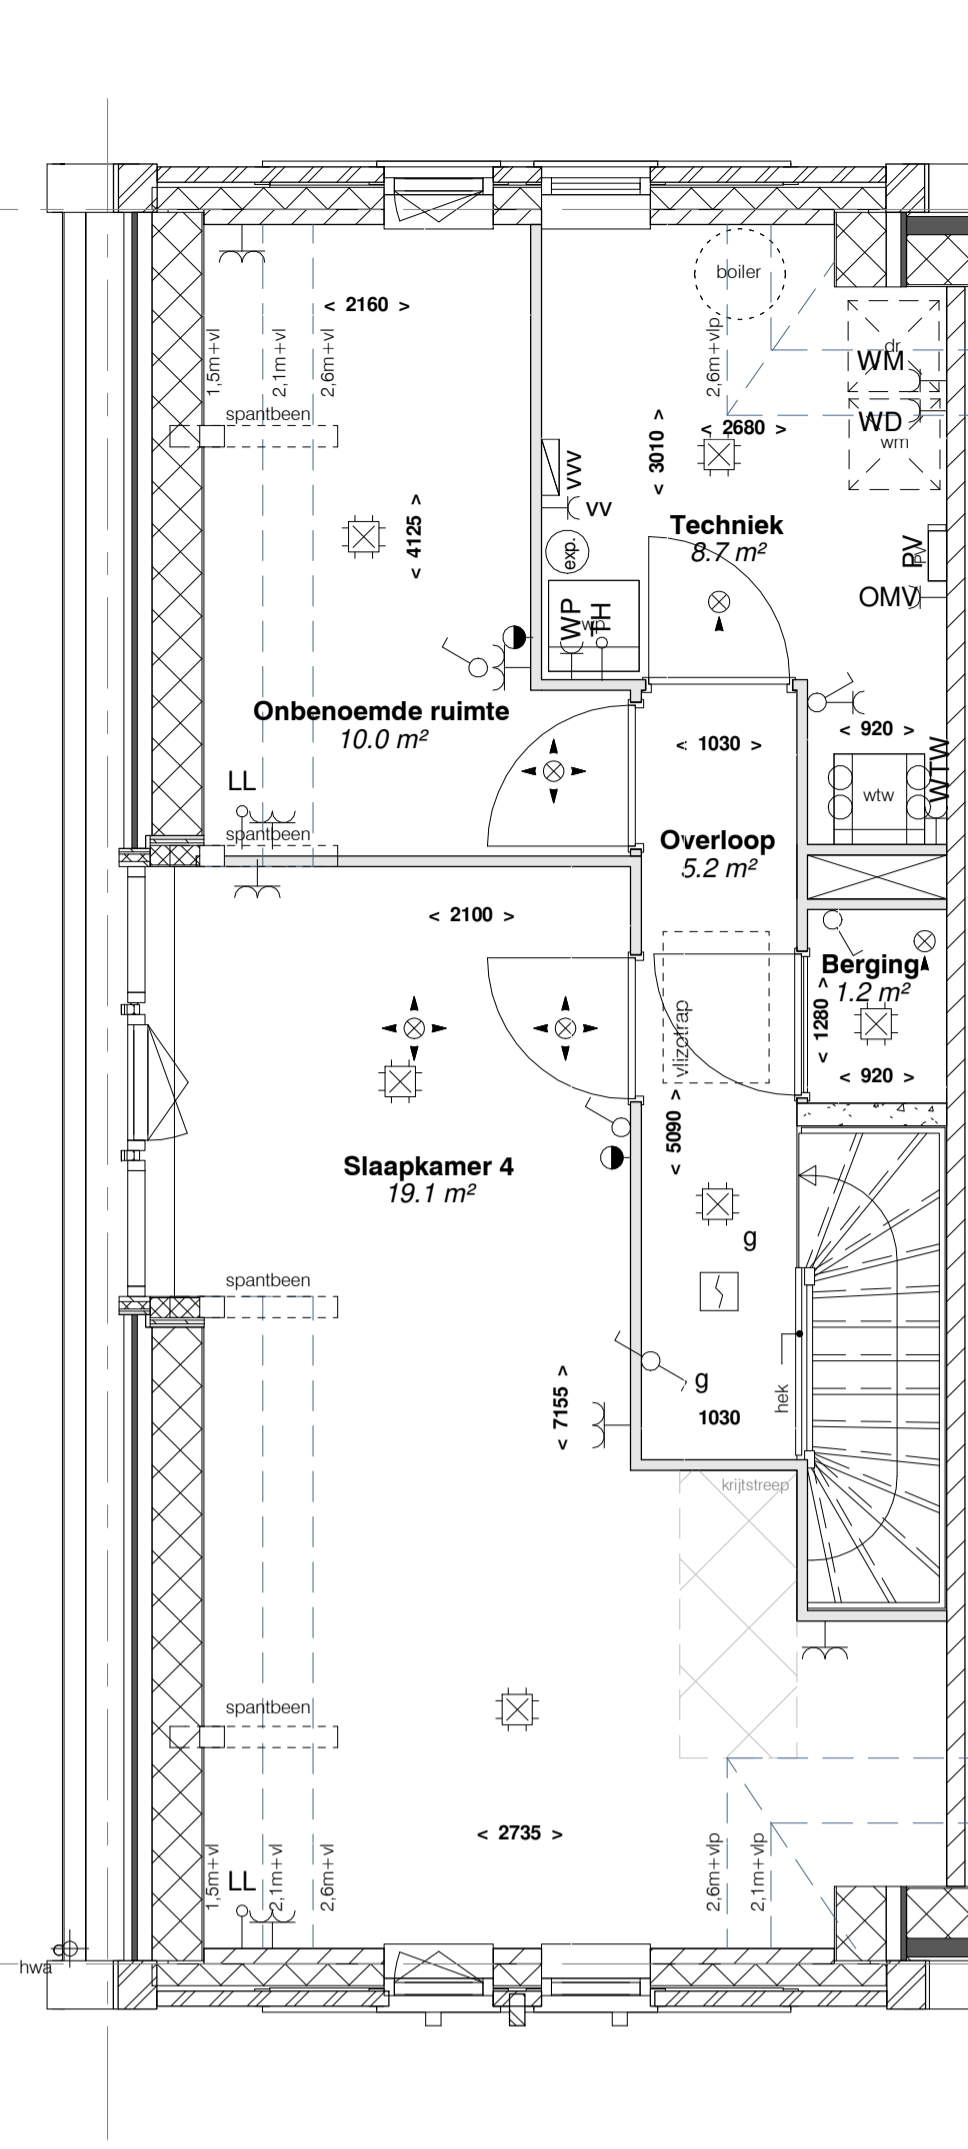 boiler
< 2160 >
1,5m+vl
2,1m+vl
2,6m+vl
2,6m+vlp
dr
WM
spantbeen
WD
wm
< 2680 >
< 3010 >
vvv
vv
< 4125 >
Techniek
8.7 m²
exp.
PV
PV
OMV
WP
TH
Onbenoemde ruimte
10.0 m²
< 920 >
< 1030 >
WTW
wtw
LL
spantbeen
Overloop
5.2 m²
< 2100 >
Berging
1.2 m²
< 1280 >
vlizotrap
< 920 >
< 5090 >
Slaapkamer 4
19.1 m²
g
spantbeen
g
hek
< 7155 >
1030
krijtstreep
spantbeen
< 2735 >
1,5m+vl
LL
2,1m+vl
2,6m+vl
2,6m+vlp
2,1m+vlp
hwa